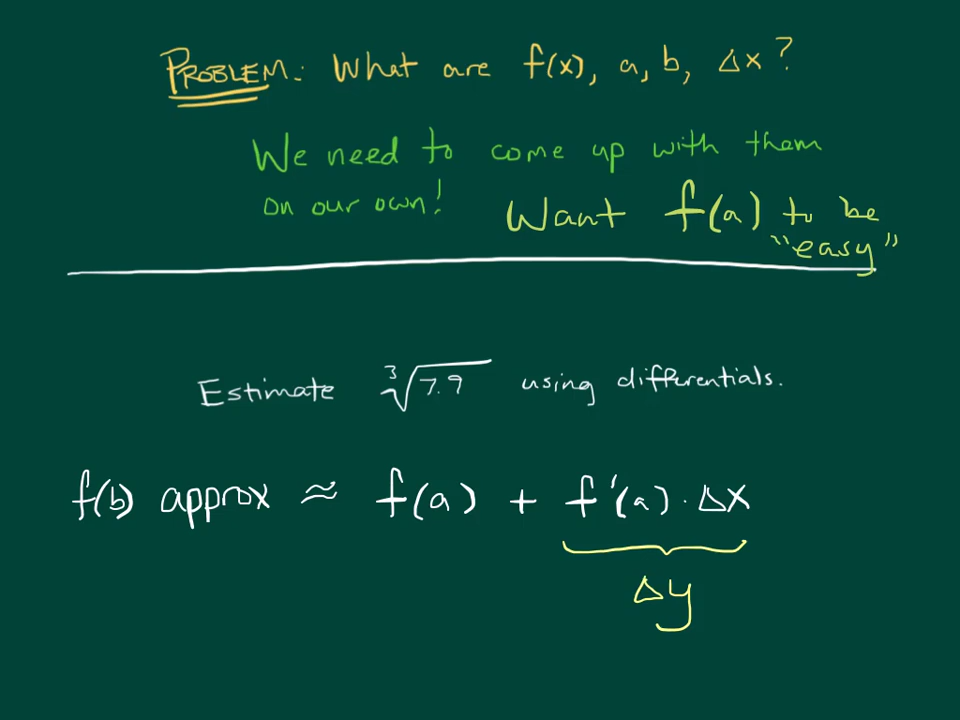 PROBLEM: What are f(x), a, b, Δx?
We need to come up with them
on our own! Want f(a) to be
"easy"
Estimate ∛7.9 using differentials.
f(b) approx ≈ f(a) + f'(a) · Δx
Δy